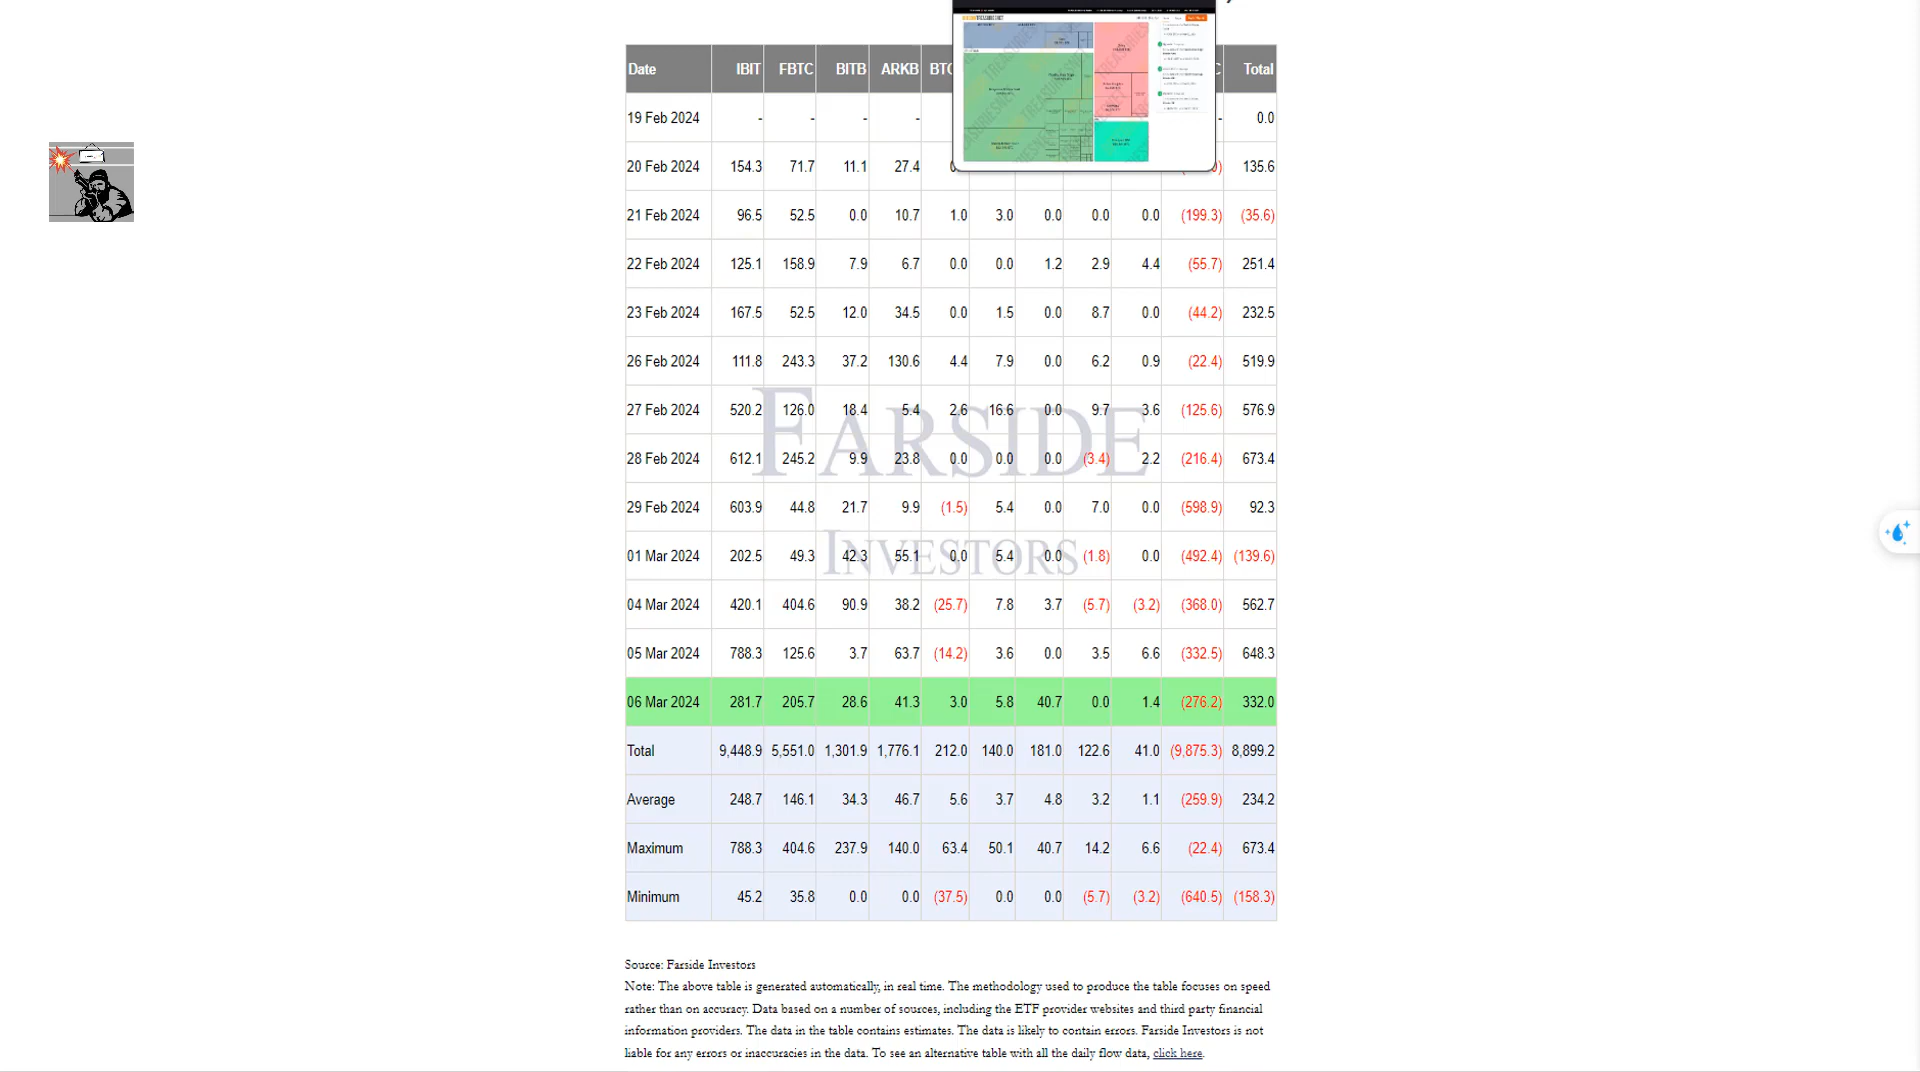 Date IBIT FBTC BITB ARKB Total
19 Feb 2024 - - - - - 0.0
20 Feb 2024 154.3 71.7 11.1 27.4 135.6
21 Feb 2024 96.5 52.5 0.0 10.7 1.0 3.0 0.0 0.0 0.0 (199.3) (35.6)
22 Feb 2024 125.1 158.9 7.9 6.7 0.0 0.0 1.2 2.9 4.4 (55.7) 251.4
23 Feb 2024 167.5 52.5 12.0 34.5 0.0 1.5 0.0 8.7 0.0 (44.2) 232.5
26 Feb 2024 111.8 243.3 37.2 130.6 4.4 7.9 0.0 6.2 0.9 (22.4) 519.9
27 Feb 2024 520.2 126.0 18.4 5.4 2.6 16.6 0.0 9.7 3.6 (125.6) 576.9
FARSIDE
28 Feb 2024 612.1 245.2 9.9 23.8 0.0 0.0 0.0 (3.4) 2.2 (216.4) 673.4
29 Feb 2024 603.9 44.8 21.7 9.9 (1.5) 5.4 0.0 7.0 0.0 (598.9) 92.3
01 Mar 2024 202.5 49.3 42.3 55.1 0.0 5.4 0.0 (1.8) 0.0 (492.4) (139.6)
INVESTORS
04 Mar 2024 420.1 404.6 90.9 38.2 (25.7) 7.8 3.7 (5.7) (3.2) (368.0) 562.7
05 Mar 2024 788.3 125.6 3.7 63.7 (14.2) 3.6 0.0 3.5 6.6 (332.5) 648.3
06 Mar 2024 281.7 205.7 28.6 41.3 3.0 5.8 40.7 0.0 1.4 (276.2) 332.0
Total 9,448.9 5,551.0 1,301.9 1,776.1 212.0 140.0 181.0 122.6 41.0 (9,875.3) 8,899.2
Average 248.7 146.1 34.3 46.7 5.6 3.7 4.8 3.2 1.1 (259.9) 234.2
Maximum 788.3 404.6 237.9 140.0 63.4 50.1 40.7 14.2 6.6 (22.4) 673.4
Minimum 45.2 35.8 0.0 0.0 (37.5) 0.0 0.0 (5.7) (3.2) (640.5) (158.3)
Source: Farside Investors
Note: The above table is generated automatically, in real time. The methodology used to produce the table focuses on speed
rather than on accuracy. Data based on a number of sources, including the ETF provider websites and third party financial
information providers. The data in the table contains estimates. The data is likely to contain errors. Farside Investors is not
liable for any errors or inaccuracies in the data. To see an alternative table with all the daily flow data, click here.